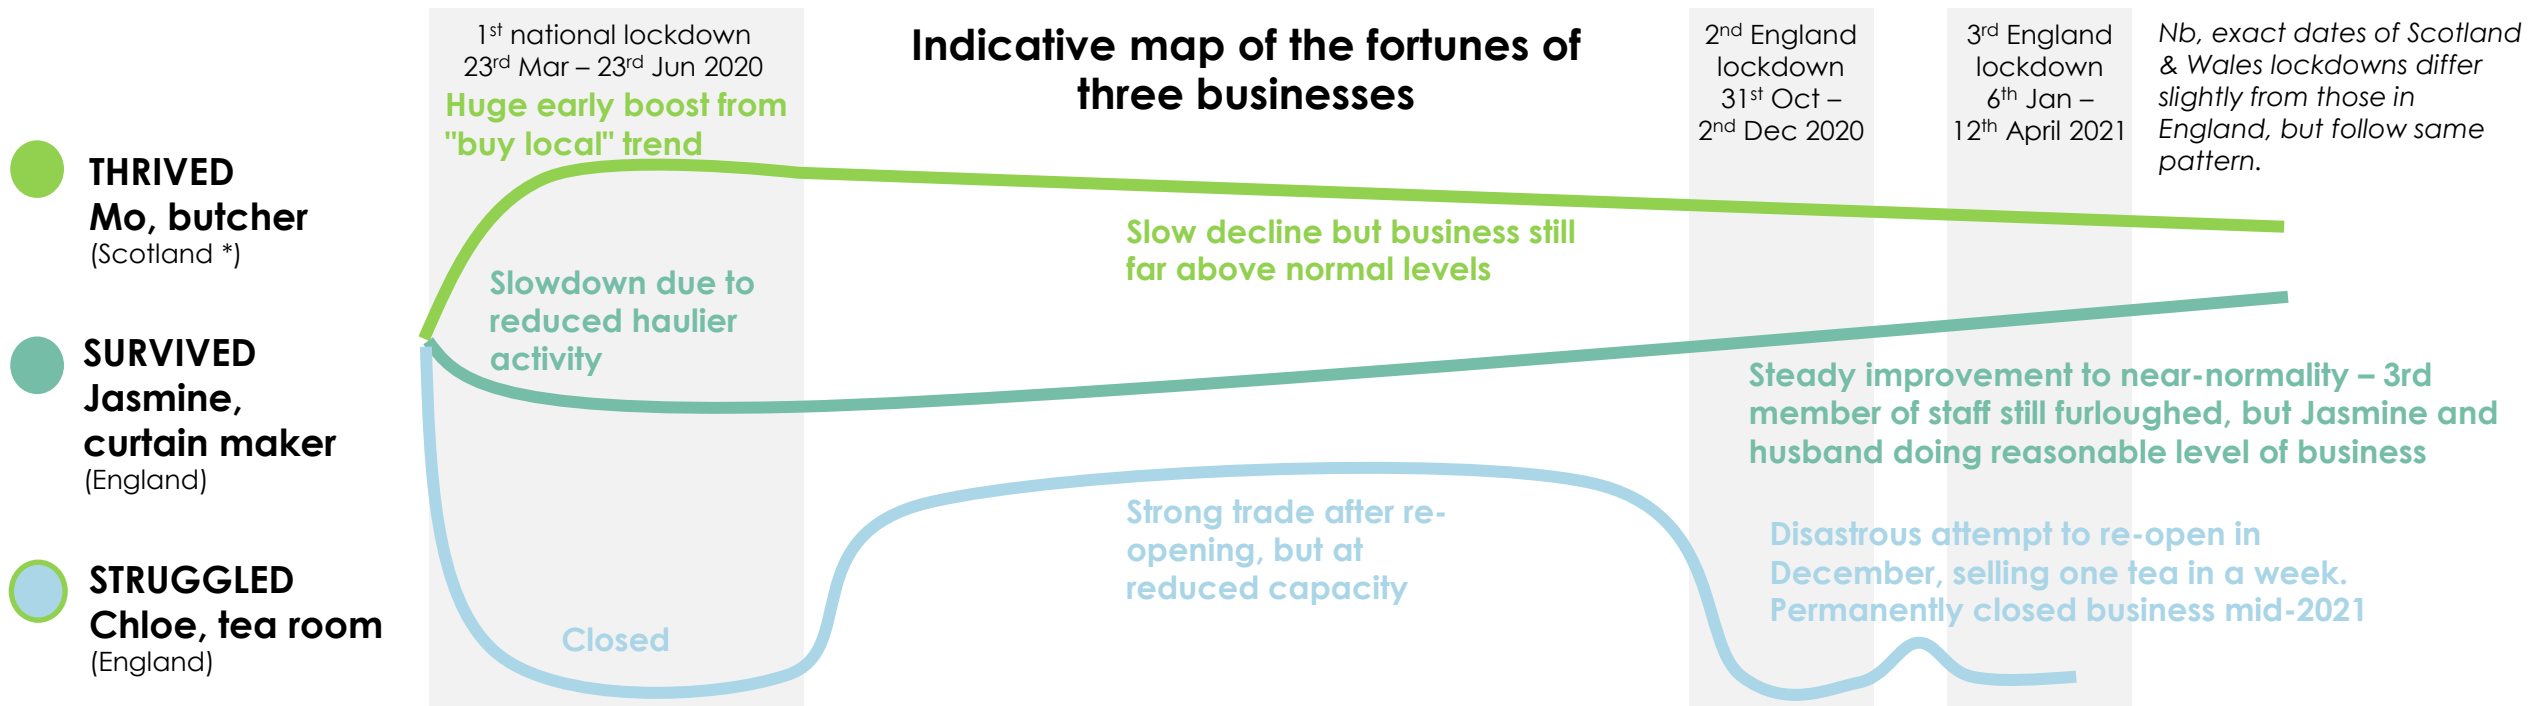 Indicative map of the fortunes of
three businesses
1st national lockdown
23rd Mar – 23rd Jun 2020
Huge early boost from
"buy local" trend
2nd England
lockdown
31st Oct –
2nd Dec 2020
3rd England
lockdown
6th Jan –
12th April 2021
Nb, exact dates of Scotland
& Wales lockdowns differ
slightly from those in
England, but follow same
pattern.
THRIVED
Mo, butcher
(Scotland *)
Slow decline but business still
far above normal levels
Slowdown due to
reduced haulier
activity
SURVIVED
Jasmine,
curtain maker
(England)
Steady improvement to near-normality – 3rd
member of staff still furloughed, but Jasmine and
husband doing reasonable level of business
Strong trade after re-
opening, but at
reduced capacity
Disastrous attempt to re-open in
December, selling one tea in a week.
Permanently closed business mid-2021
STRUGGLED
Chloe, tea room
(England)
Closed